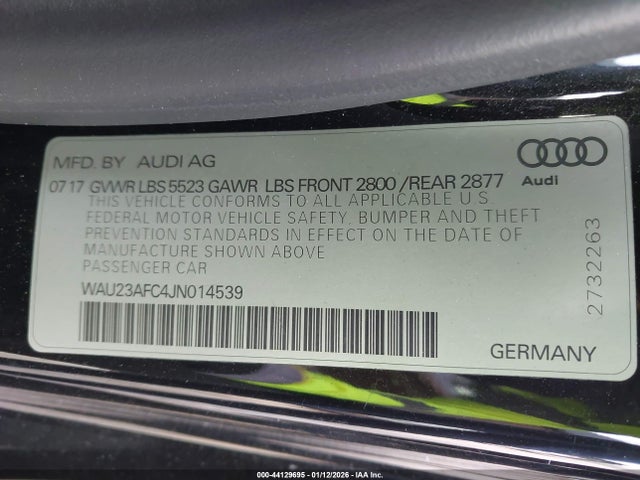 MFD. BY AUDI AG
Audi
07 17 GVWR LBS 5523 GAWR LBS FRONT 2800 /REAR 2877
THIS VEHICLE CONFORMS TO ALL APPLICABLE U.S.
FEDERAL MOTOR VEHICLE SAFETY, BUMPER AND THEFT
PREVENTION STANDARDS IN EFFECT ON THE DATE OF
MANUFACTURE SHOWN ABOVE
PASSENGER CAR
WAU23AFC4JN014539
2732263
GERMANY
000-44129695 - 01/12/2026 - IAA Inc.